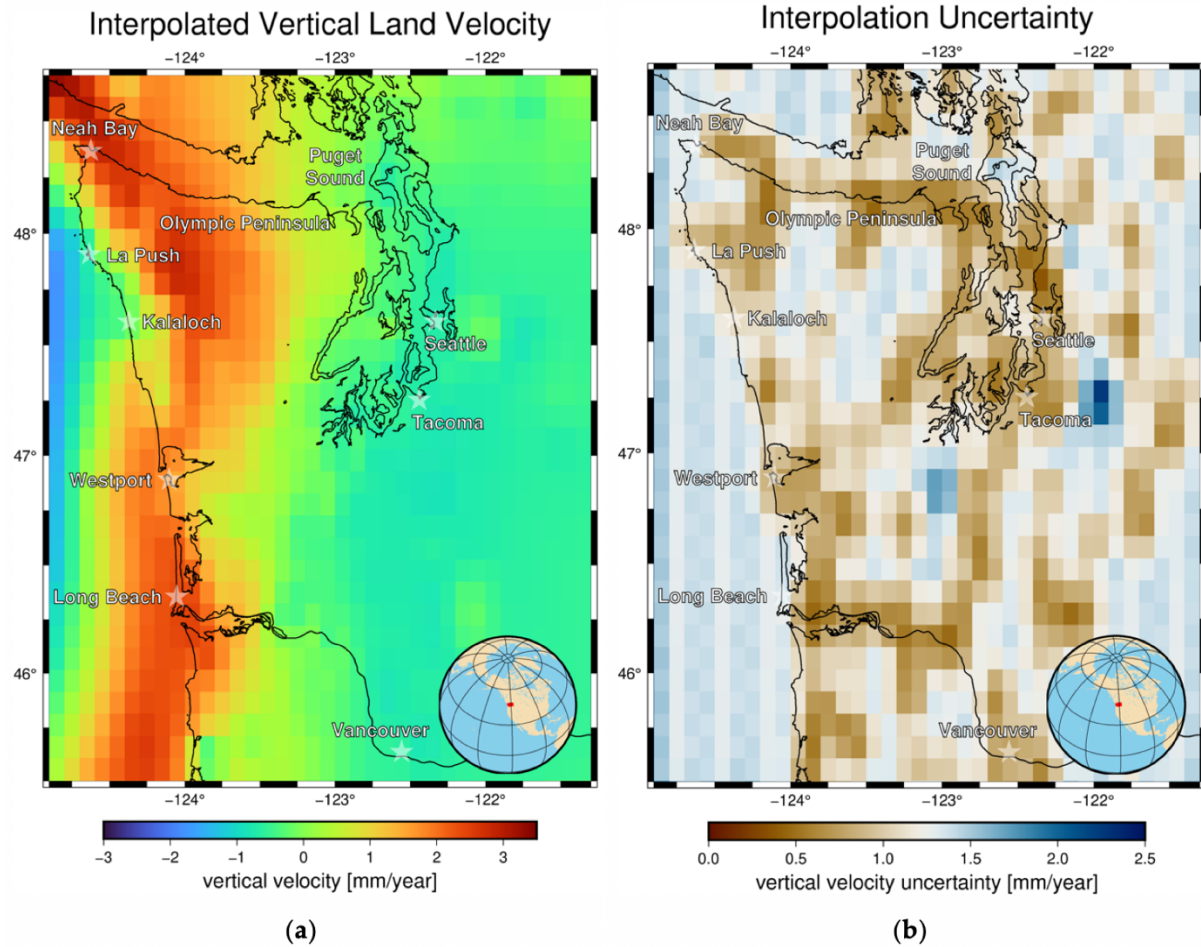 Interpolated Vertical Land Velocity
−124° −123° −122°
Neah Bay
Puget
Sound
Olympic Peninsula
48°
La Push
Kalaloch
Seattle
Tacoma
47°
Westport
Long Beach
46°
Vancouver
−124° −123° −122°
−3 −2 −1 0 1 2 3
vertical velocity [mm/year]
(a)
Interpolation Uncertainty
−124° −123° −122°
Neah Bay
Puget
Sound
Olympic Peninsula
48°
La Push
Kalaloch
Seattle
Tacoma
47°
Westport
Long Beach
46°
Vancouver
−124° −123° −122°
0.0 0.5 1.0 1.5 2.0 2.5
vertical velocity uncertainty [mm/year]
(b)